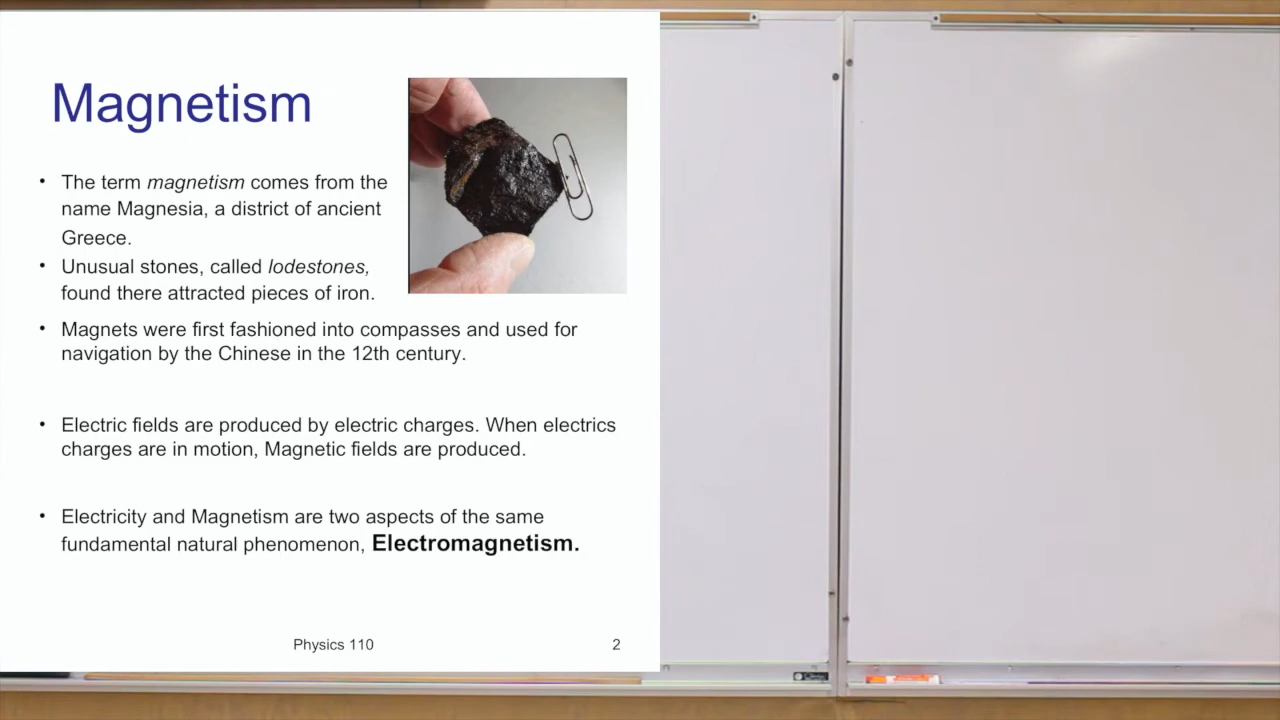 Magnetism
• The term magnetism comes from the
name Magnesia, a district of ancient
Greece.
• Unusual stones, called lodestones,
found there attracted pieces of iron.
• Magnets were first fashioned into compasses and used for
navigation by the Chinese in the 12th century.
• Electric fields are produced by electric charges. When electrics
charges are in motion, Magnetic fields are produced.
• Electricity and Magnetism are two aspects of the same
fundamental natural phenomenon, Electromagnetism.
Physics 110
2